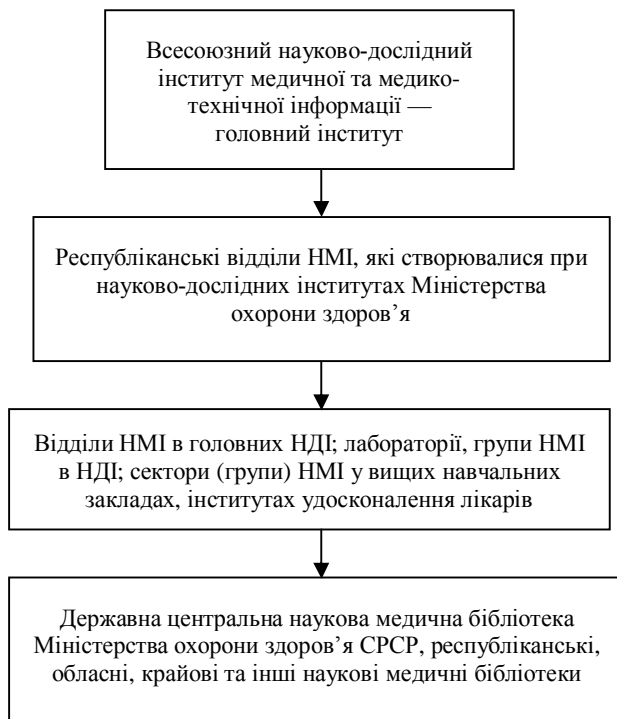 Всесоюзний науково-дослідний
інститут медичної та медико-
технічної інформації —
головний інститут
Республіканські відділи НМІ, які створювалися при
науково-дослідних інститутах Міністерства
охорони здоров’я
Відділи НМІ в головних НДІ; лабораторії, групи НМІ
в НДІ; сектори (групи) НМІ у вищих навчальних
закладах, інститутах удосконалення лікарів
Державна центральна наукова медична бібліотека
Міністерства охорони здоров’я СРСР, республіканські,
обласні, крайові та інші наукові медичні бібліотеки